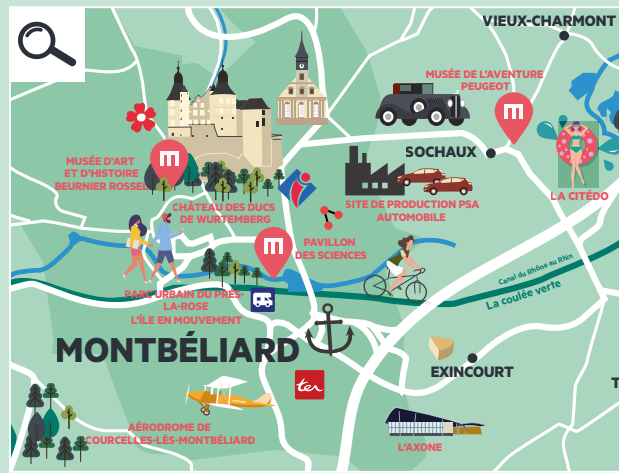 VIEUX-CHARMONT
MUSÉE DE L'AVENTURE
PEUGEOT
m
SOCHAUX
m
MUSÉE D'ART
ET D'HISTOIRE
BEURNIER ROSSEL
LA CITÉDO
SITE DE PRODUCTION PSA
AUTOMOBILE
CHÂTEAU DES DUCS
DE WURTEMBERG
m
PAVILLON
DES SCIENCES
Canal du Rhône au Rhin
La coulée verte
PARC URBAIN DU PRÈS-
LA-ROSE
L'ÎLE EN MOUVEMENT
MONTBÉLIARD
EXINCOURT
T
ter
AÉRODROME DE
COURCELLES-LÈS-MONTBÉLIARD
L'AXONE